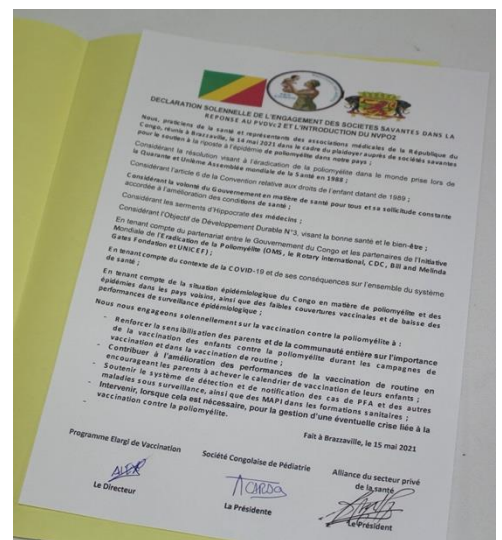 DECLARATION SOLENNELLE DE L'ENGAGEMENT DES SOCIETES SAVANTES DANS LA
REPONSE AU PVDVc2 ET L'INTRODUCTION DU NVPO2
Nous, praticiens de la santé et représentants des associations médicales de la République du
Congo, réunis à Brazzaville, le 14 mai 2021 dans le cadre du plaidoyer auprès de sociétés savantes
pour le soutien à la riposte à l'épidémie de poliomyélite dans notre pays ;
Considérant la résolution visant à l'éradication de la poliomyélite dans le monde prise lors de
la Quarante et Unième Assemblée mondiale de la Santé en 1988 ;
Considérant l'article 6 de la Convention relative aux droits de l'enfant datant de 1989 ;
Considérant la volonté du Gouvernement en matière de santé pour tous et sa sollicitude constante
accordée à l'amélioration des conditions de santé ;
Considérant les serments d'Hippocrate des médecins ;
Considérant l'Objectif de Développement Durable N°3, visant la bonne santé et le bien-être ;
En tenant compte du partenariat entre le Gouvernement du Congo et les partenaires de l'Initiative
Mondiale de l'Eradication de la Poliomyélite (OMS, le Rotary International, CDC, Bill and Melinda
Gates Fondation et UNICEF) ;
En tenant compte du contexte de la COVID-19 et de ses conséquences sur l'ensemble du système
de santé ;
En tenant compte de la situation épidémiologique du Congo en matière de poliomyélite et des
épidémies dans les pays voisins, ainsi que des faibles couvertures vaccinales et de baisse des
performances de surveillance épidémiologique ;
Nous nous engageons solennellement sur la vaccination contre la poliomyélite à :
- Renforcer la sensibilisation des parents et de la communauté entière sur l'importance
de la vaccination des enfants contre la poliomyélite durant les campagnes de
vaccination et dans la vaccination de routine ;
- Contribuer à l'amélioration des performances de la vaccination de routine en
encourageant les parents à achever le calendrier de vaccination de leurs enfants ;
- Soutenir le système de détection et de notification des cas de PFA et des autres
maladies sous surveillance, ainsi que des MAPI dans les formations sanitaires ;
- Intervenir, lorsque cela est nécessaire, pour la gestion d'une éventuelle crise liée à la
vaccination contre la poliomyélite.
-
Fait à Brazzaville, le 15 mai 2021
Programme Elargi de Vaccination
Société Congolaise de Pédiatrie
Alliance du secteur privé
de la santé
Le Directeur
La Présidente
Le Président